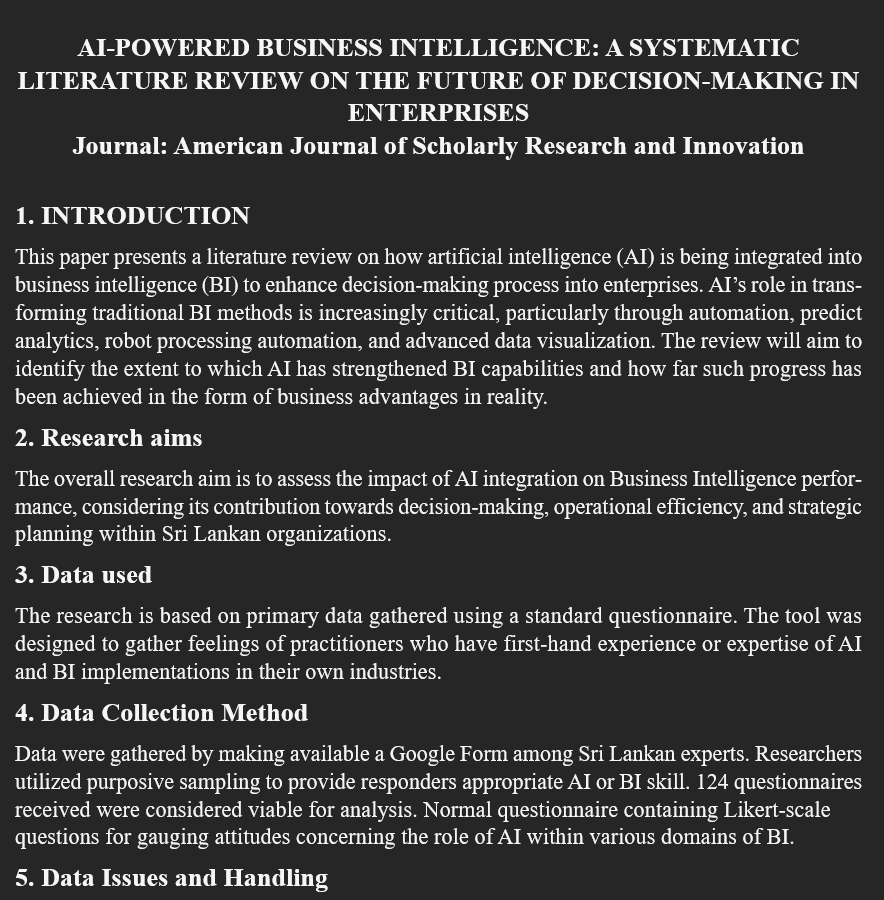 AI-POWERED BUSINESS INTELLIGENCE: A SYSTEMATIC
LITERATURE REVIEW ON THE FUTURE OF DECISION-MAKING IN
ENTERPRISES
Journal: American Journal of Scholarly Research and Innovation
1. INTRODUCTION
This paper presents a literature review on how artificial intelligence (AI) is being integrated into
business intelligence (BI) to enhance decision-making process into enterprises. AI’s role in trans-
forming traditional BI methods is increasingly critical, particularly through automation, predict
analytics, robot processing automation, and advanced data visualization. The review will aim to
identify the extent to which AI has strengthened BI capabilities and how far such progress has
been achieved in the form of business advantages in reality.
2. Research aims
The overall research aim is to assess the impact of AI integration on Business Intelligence perfor-
mance, considering its contribution towards decision-making, operational efficiency, and strategic
planning within Sri Lankan organizations.
3. Data used
The research is based on primary data gathered using a standard questionnaire. The tool was
designed to gather feelings of practitioners who have first-hand experience or expertise of AI
and BI implementations in their own industries.
4. Data Collection Method
Data were gathered by making available a Google Form among Sri Lankan experts. Researchers
utilized purposive sampling to provide responders appropriate AI or BI skill. 124 questionnaires
received were considered viable for analysis. Normal questionnaire containing Likert-scale
questions for gauging attitudes concerning the role of AI within various domains of BI.
5. Data Issues and Handling